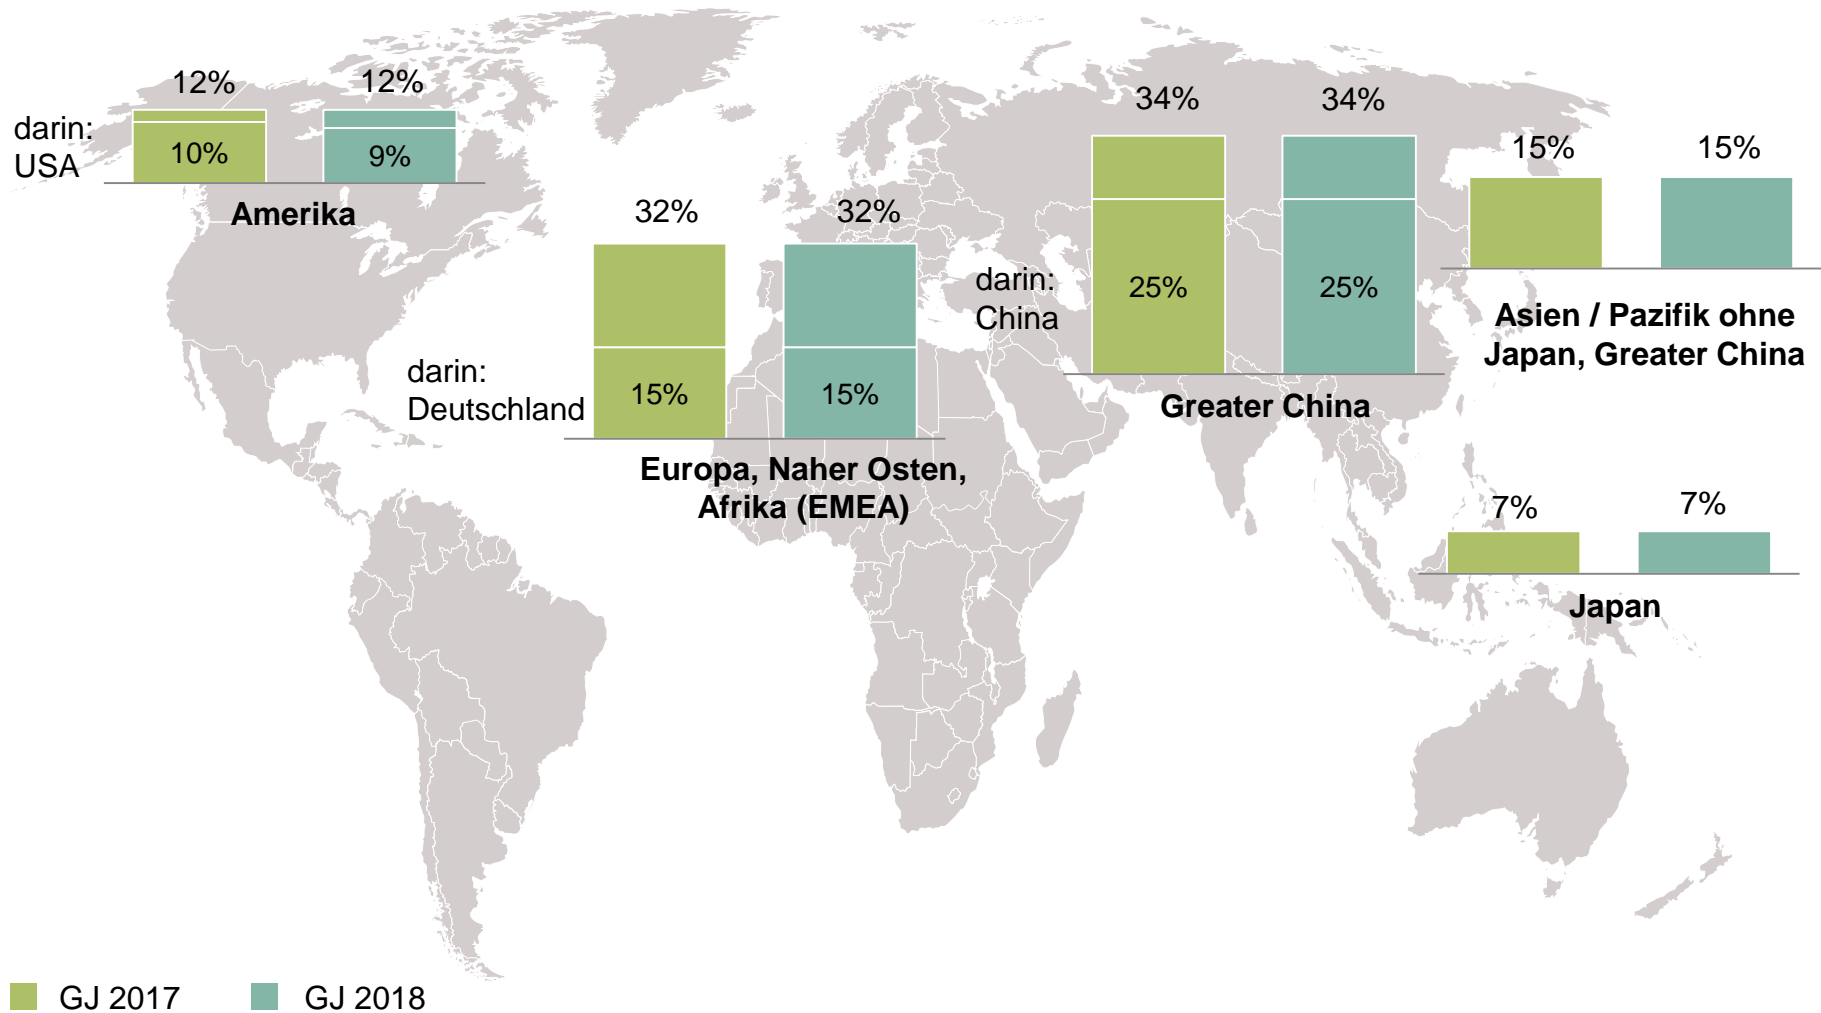 12%
12%
darin:
USA
10%
9%
Amerika
32%
32%
darin:
Deutschland
15%
15%
Europa, Naher Osten,
Afrika (EMEA)
34%
34%
darin:
China
25%
25%
Greater China
15%
15%
Asien / Pazifik ohne
Japan, Greater China
7%
7%
Japan
GJ 2017
GJ 2018